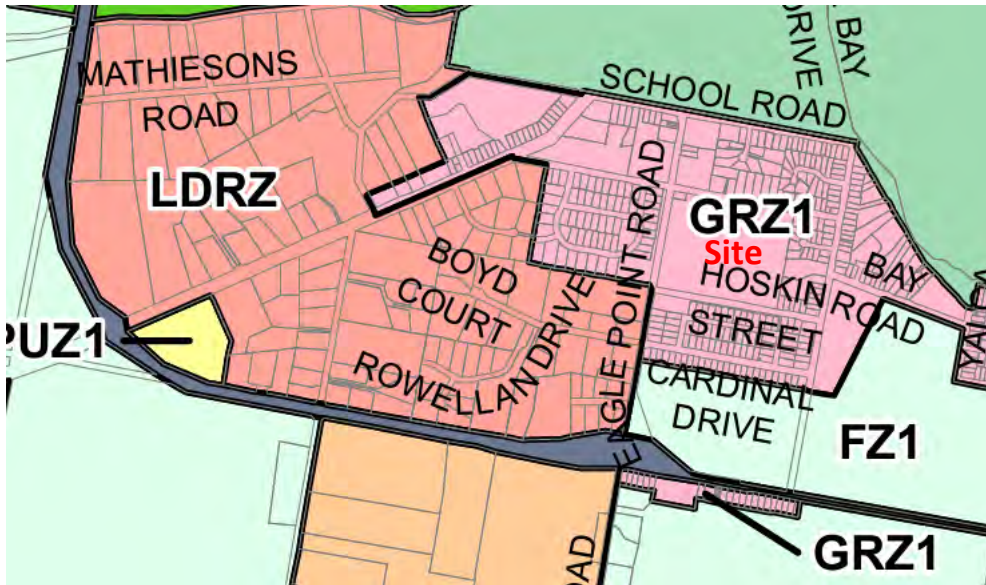 MATHIESONS
ROAD
LDRZ
SCHOOL ROAD
DRIVE
BAY
EAGLE POINT ROAD
GRZ1
Site
HOSKIN
STREET
BAY
ROAD
BOYD
COURT
ROWELLAN DRIVE
CARDINAL
DRIVE
PUZ1
FZ1
GRZ1